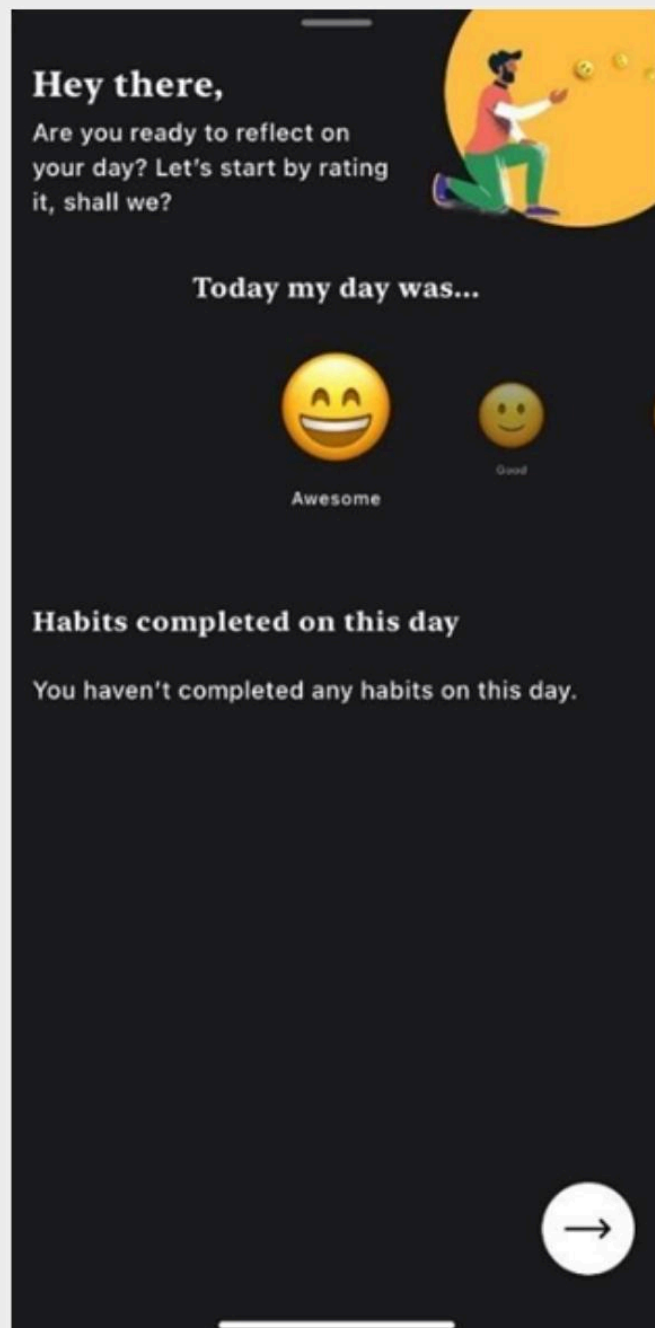 Hey there,
Are you ready to reflect on
your day? Let's start by rating
it, shall we?
Today my day was...
Awesome
Good
Habits completed on this day
You haven't completed any habits on this day.